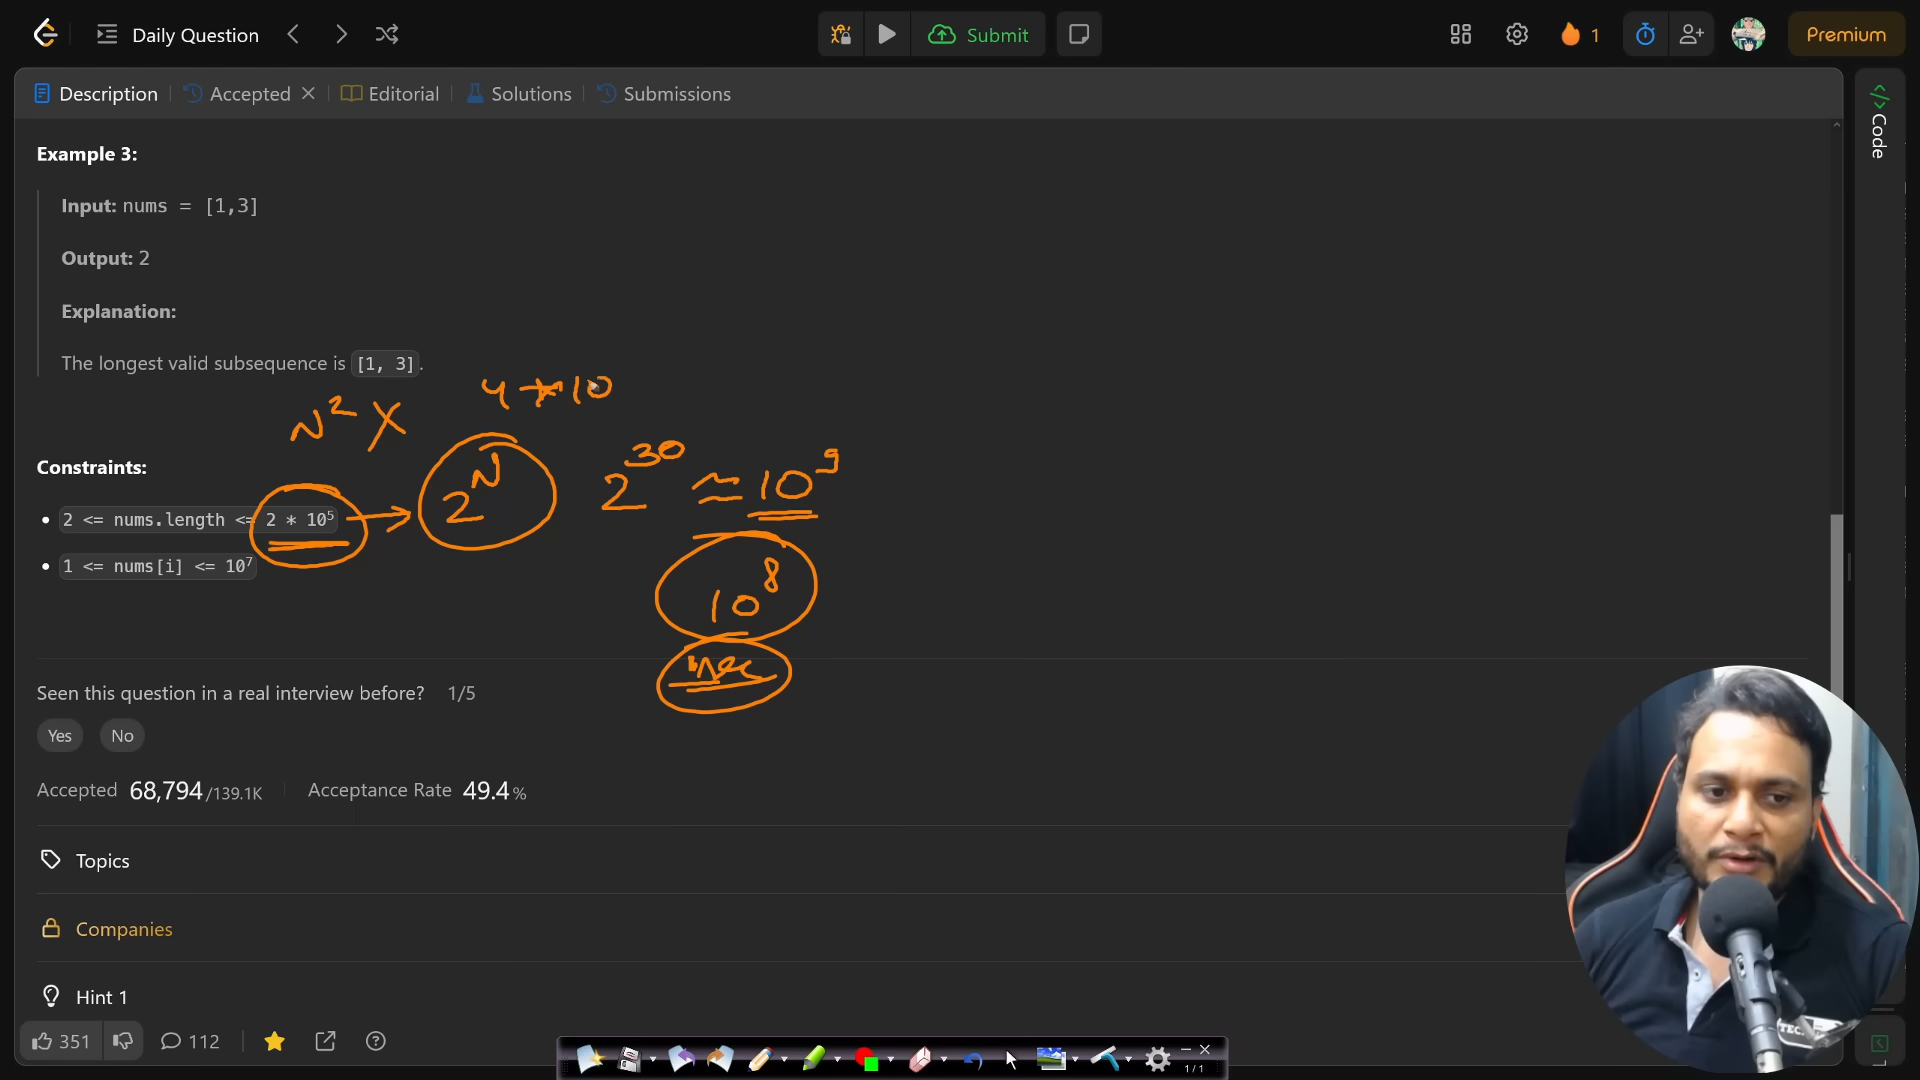 Daily Question
Submit
1
Premium
Description
Accepted
Editorial
Solutions
Submissions
Code
Example 3:
Input: nums = [1,3]
Output: 2
Explanation:
The longest valid subsequence is [1, 3].
4 * 10
N² X
2^N
2^30 ≈ 10^9
Constraints:
2 <= nums.length <= 2 * 10⁵
1 <= nums[i] <= 10⁷
10^8
Seen this question in a real interview before? 1/5
Yes No
Accepted 68,794/139.1K Acceptance Rate 49.4%
Topics
Companies
Hint 1
351
112
1/1